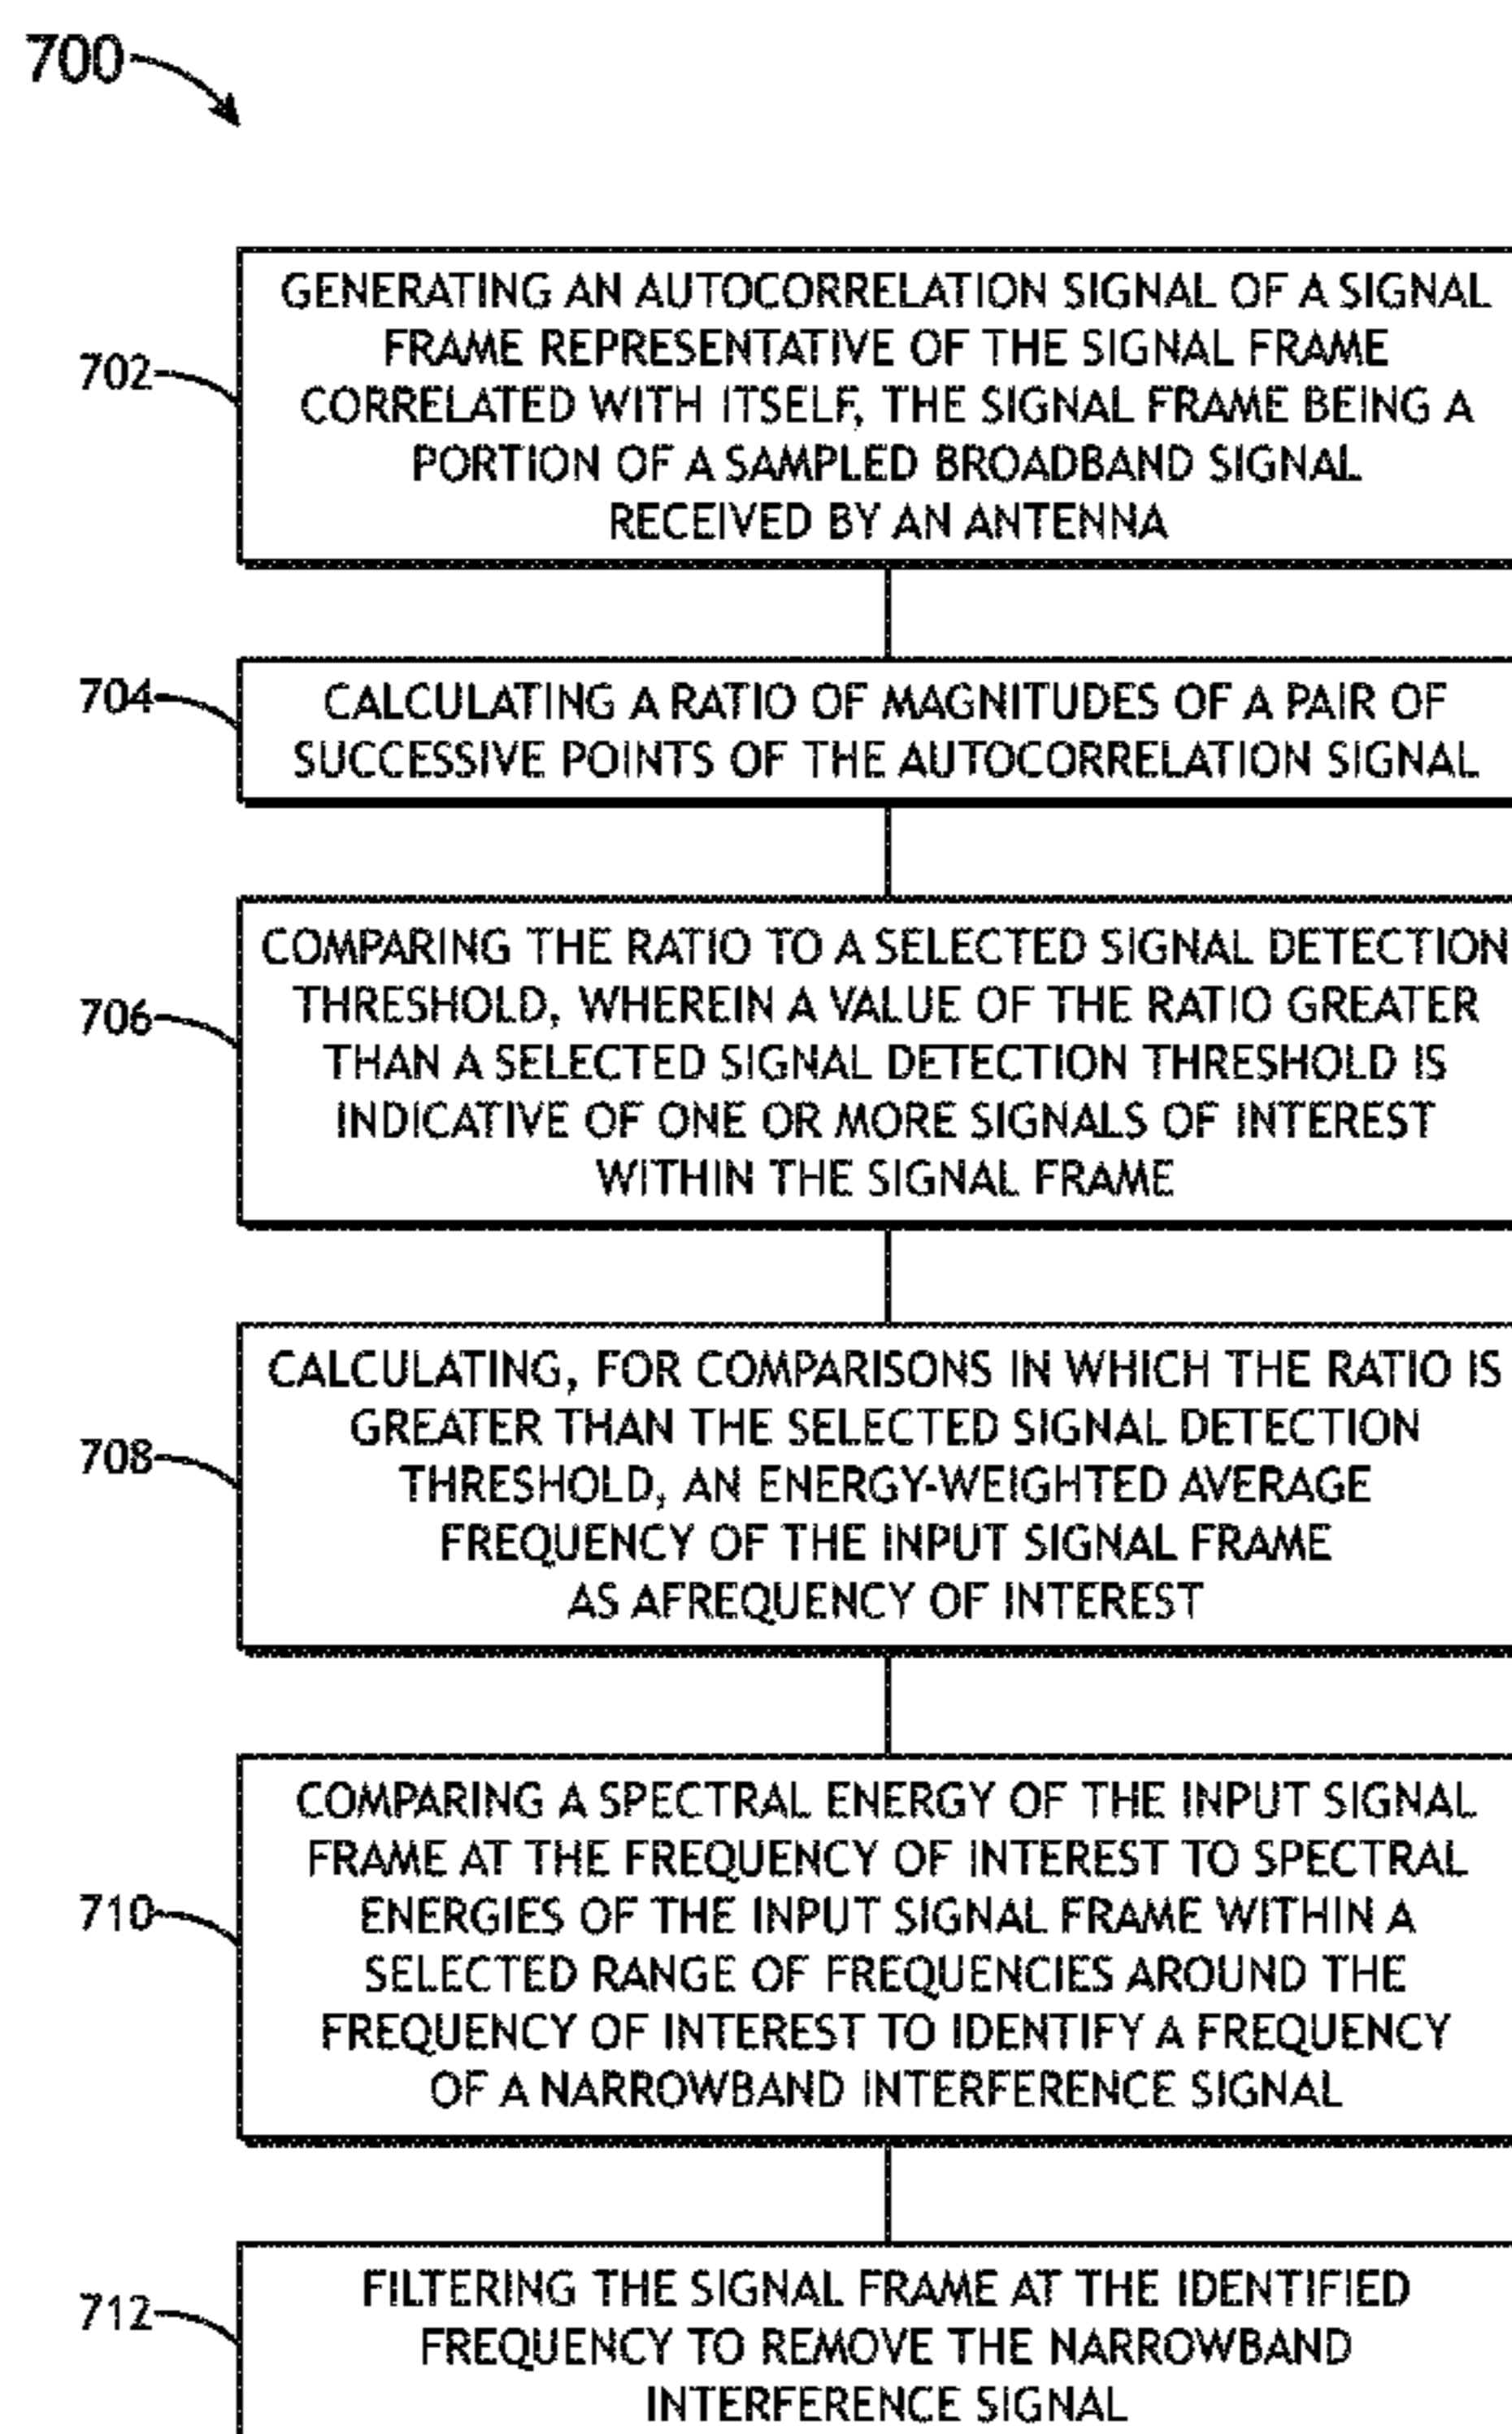 700
GENERATING AN AUTOCORRELATION SIGNAL OF A SIGNAL
FRAME REPRESENTATIVE OF THE SIGNAL FRAME
702
CORRELATED WITH ITSELF, THE SIGNAL FRAME BEING A
PORTION OF A SAMPLED BROADBAND SIGNAL
RECEIVED BY AN ANTENNA
704
CALCULATING A RATIO OF MAGNITUDES OF A PAIR OF
SUCCESSIVE POINTS OF THE AUTOCORRELATION SIGNAL
COMPARING THE RATIO TO A SELECTED SIGNAL DETECTION
THRESHOLD, WHEREIN A VALUE OF THE RATIO GREATER
706
THAN A SELECTED SIGNAL DETECTION THRESHOLD IS
INDICATIVE OF ONE OR MORE SIGNALS OF INTEREST
WITHIN THE SIGNAL FRAME
CALCULATING, FOR COMPARISONS IN WHICH THE RATIO IS
GREATER THAN THE SELECTED SIGNAL DETECTION
708
THRESHOLD, AN ENERGY-WEIGHTED AVERAGE
FREQUENCY OF THE INPUT SIGNAL FRAME
AS AFREQUENCY OF INTEREST
COMPARING A SPECTRAL ENERGY OF THE INPUT SIGNAL
FRAME AT THE FREQUENCY OF INTEREST TO SPECTRAL
710
ENERGIES OF THE INPUT SIGNAL FRAME WITHIN A
SELECTED RANGE OF FREQUENCIES AROUND THE
FREQUENCY OF INTEREST TO IDENTIFY A FREQUENCY
OF A NARROWBAND INTERFERENCE SIGNAL
712
FILTERING THE SIGNAL FRAME AT THE IDENTIFIED
FREQUENCY TO REMOVE THE NARROWBAND
INTERFERENCE SIGNAL